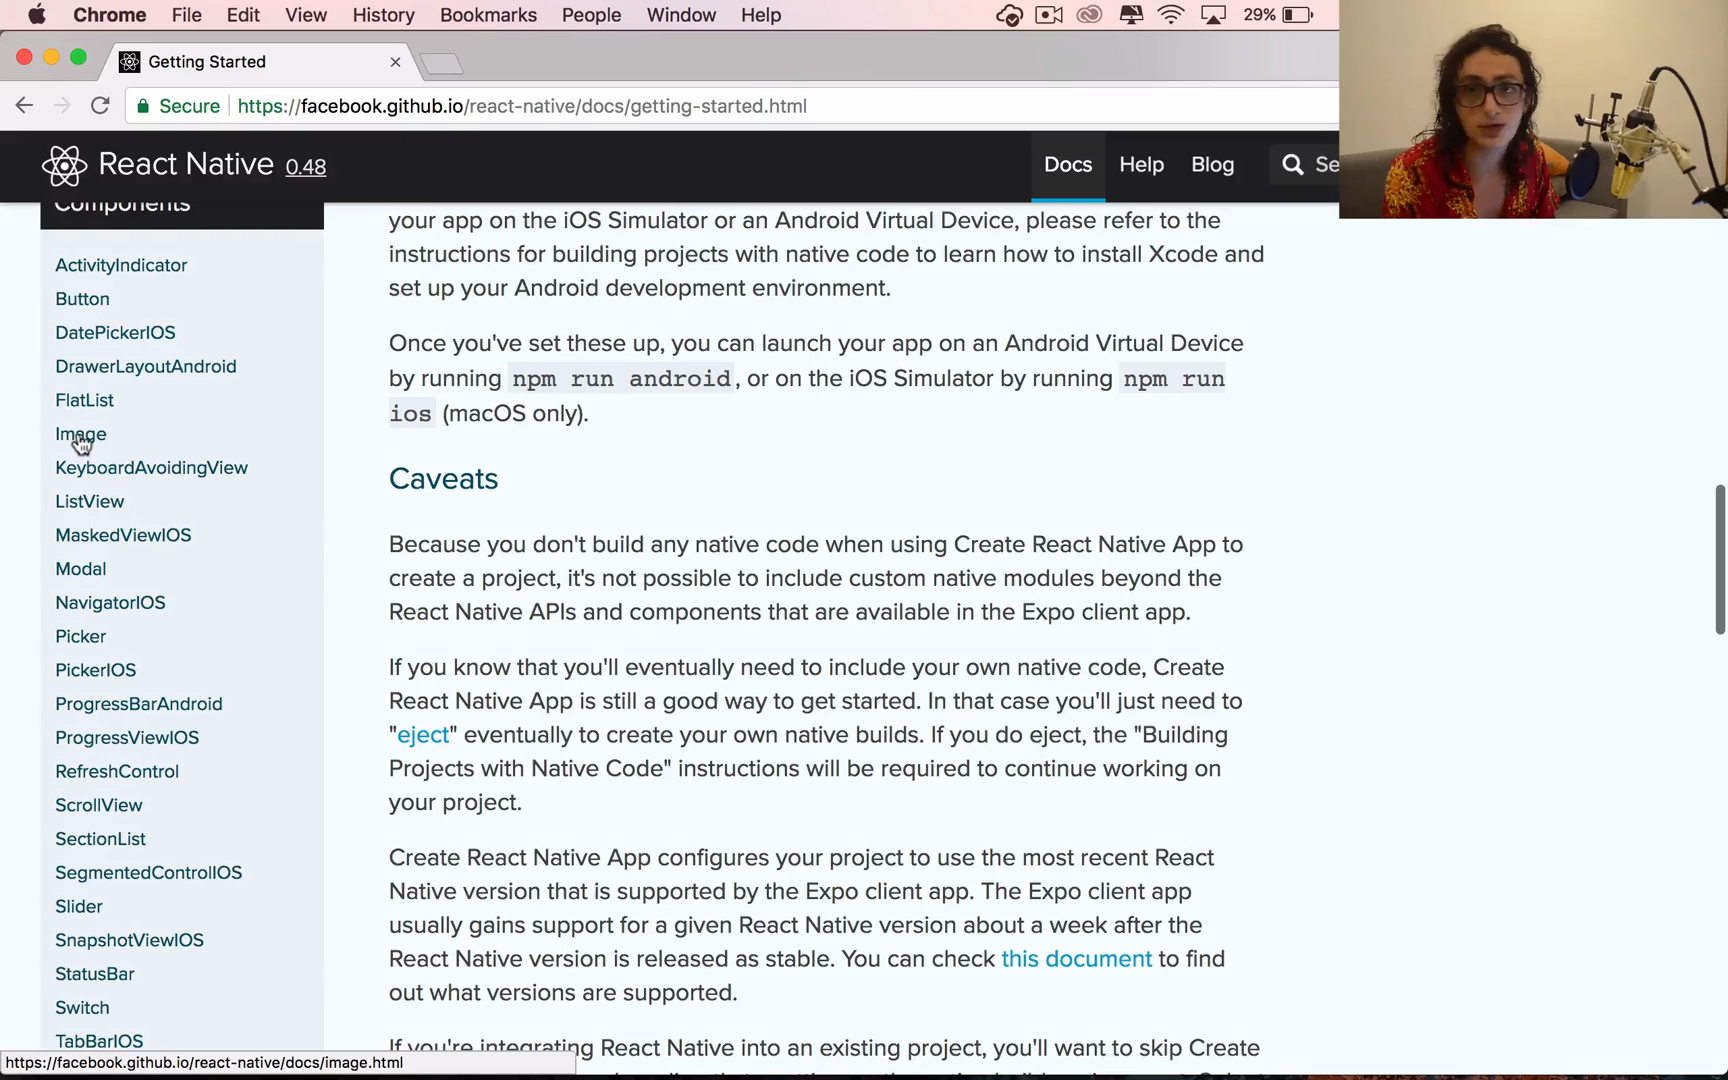 Chrome File Edit View History Bookmarks People Window Help 29%
Getting Started
Secure https://facebook.github.io/react-native/docs/getting-started.html
React Native 0.48 Docs Help Blog Se
Components
ActivityIndicator
Button
DatePickerIOS
DrawerLayoutAndroid
FlatList
Image
KeyboardAvoidingView
ListView
MaskedViewIOS
Modal
NavigatorIOS
Picker
PickerIOS
ProgressBarAndroid
ProgressViewIOS
RefreshControl
ScrollView
SectionList
SegmentedControlIOS
Slider
SnapshotViewIOS
StatusBar
Switch
TabBarIOS
your app on the iOS Simulator or an Android Virtual Device, please refer to the
instructions for building projects with native code to learn how to install Xcode and
set up your Android development environment.
Once you've set these up, you can launch your app on an Android Virtual Device
by running npm run android, or on the iOS Simulator by running npm run
ios (macOS only).
Caveats
Because you don't build any native code when using Create React Native App to
create a project, it's not possible to include custom native modules beyond the
React Native APIs and components that are available in the Expo client app.
If you know that you'll eventually need to include your own native code, Create
React Native App is still a good way to get started. In that case you'll just need to
"eject" eventually to create your own native builds. If you do eject, the "Building
Projects with Native Code" instructions will be required to continue working on
your project.
Create React Native App configures your project to use the most recent React
Native version that is supported by the Expo client app. The Expo client app
usually gains support for a given React Native version about a week after the
React Native version is released as stable. You can check this document to find
out what versions are supported.
If you're integrating React Native into an existing project, you'll want to skip Create
https://facebook.github.io/react-native/docs/image.html